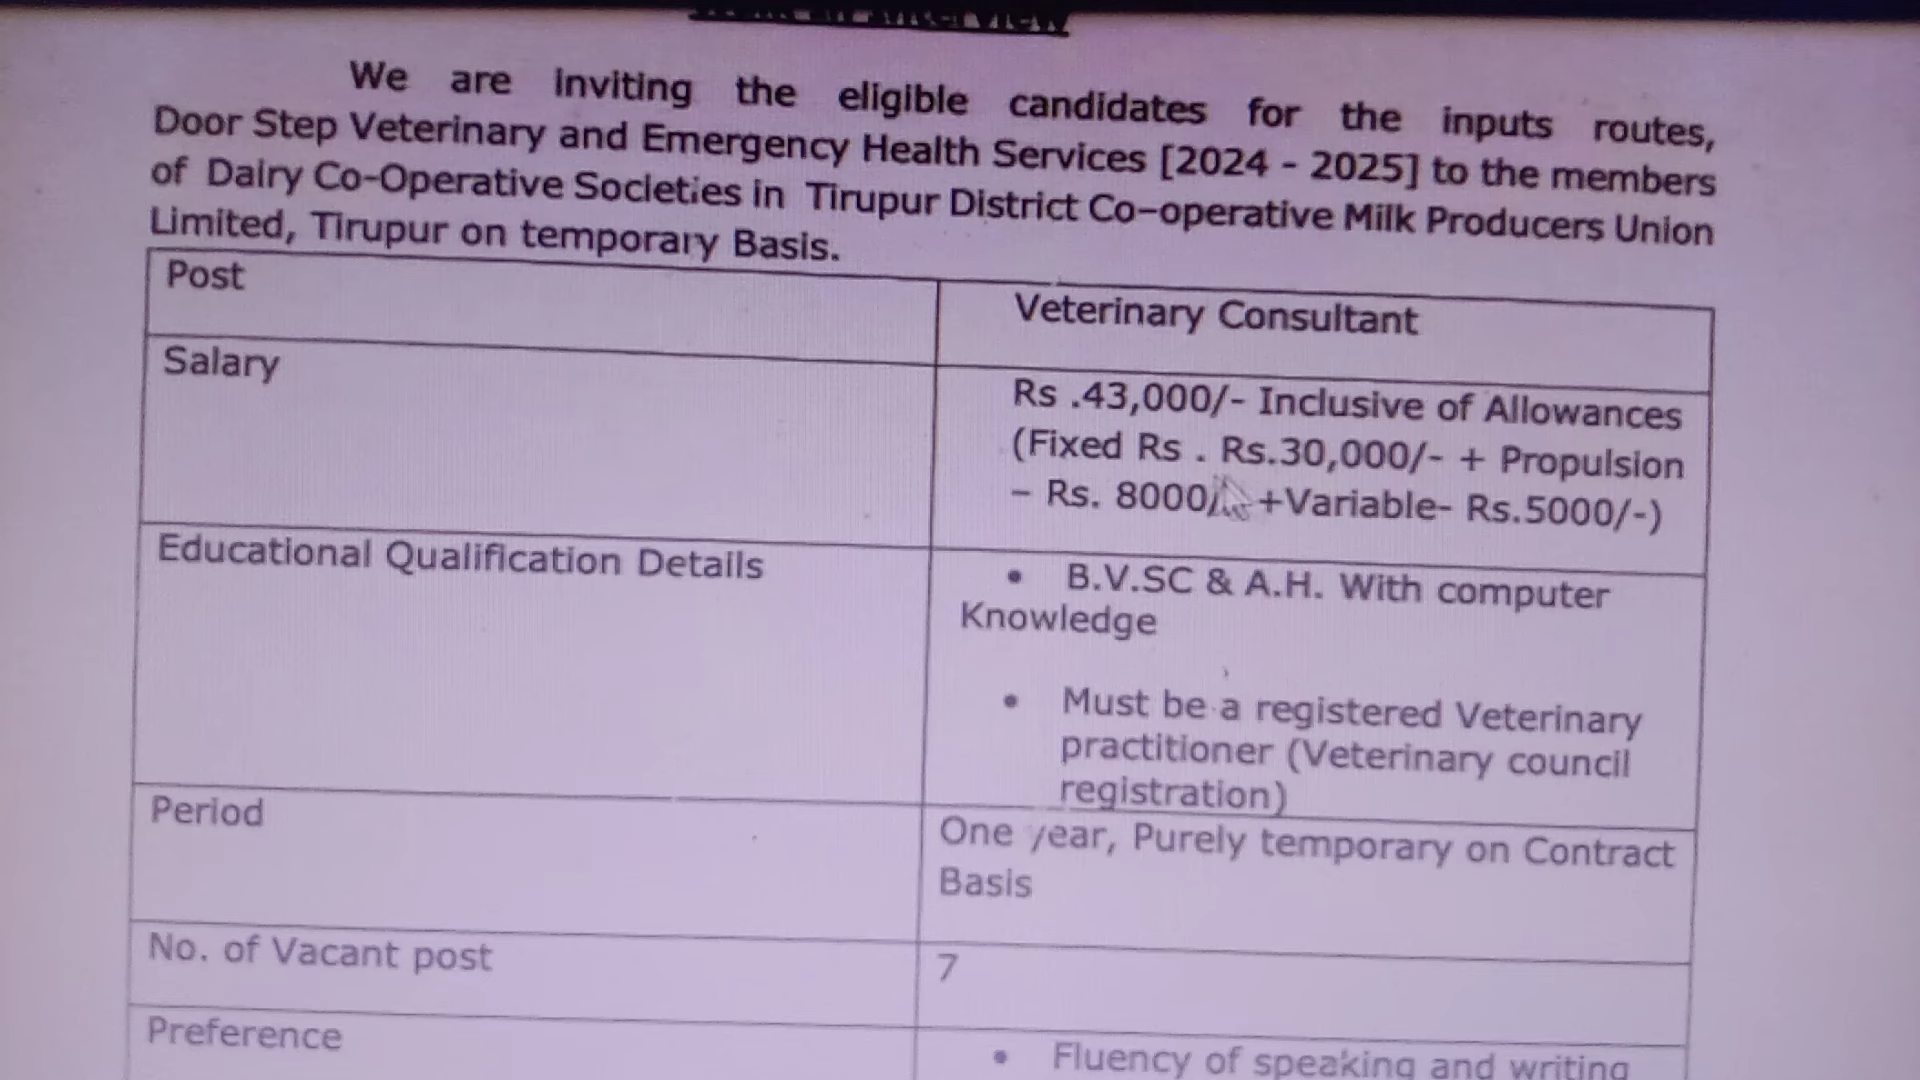 We are Inviting the eligible candidates for the inputs routes,
Door Step Veterinary and Emergency Health Services [2024 - 2025] to the members
of Dairy Co-Operative Societies in Tirupur District Co-operative Milk Producers Union
Limited, Tirupur on temporary Basis.
Post
Veterinary Consultant
Salary
Rs .43,000/- Inclusive of Allowances
(Fixed Rs . Rs.30,000/- + Propulsion
- Rs. 8000/ +Variable- Rs.5000/-)
Educational Qualification Details
• B.V.SC & A.H. With computer
Knowledge
• Must be a registered Veterinary
practitioner (Veterinary council
registration)
Period
One year, Purely temporary on Contract
Basis
No. of Vacant post
7
Preference
• Fluency of speaking and writing